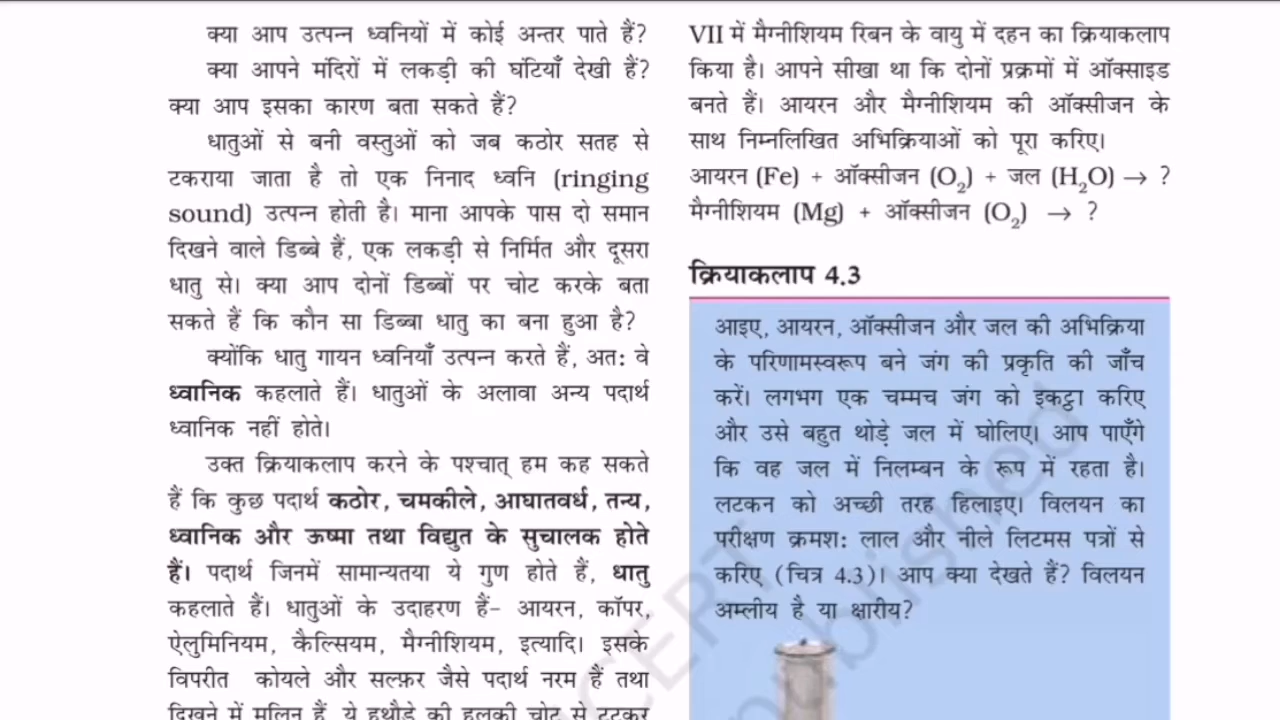 क्या आप उत्पन्न ध्वनियों में कोई अन्तर पाते हैं?
क्या आपने मंदिरों में लकड़ी की घंटियाँ देखी हैं?
क्या आप इसका कारण बता सकते हैं?
धातुओं से बनी वस्तुओं को जब कठोर सतह से
टकराया जाता है तो एक निनाद ध्वनि (ringing
sound) उत्पन्न होती है। माना आपके पास दो समान
दिखने वाले डिब्बे हैं, एक लकड़ी से निर्मित और दूसरा
धातु से। क्या आप दोनों डिब्बों पर चोट करके बता
सकते हैं कि कौन सा डिब्बा धातु का बना हुआ है?
क्योंकि धातु गायन ध्वनियाँ उत्पन्न करते हैं, अतः वे
ध्वानिक कहलाते हैं। धातुओं के अलावा अन्य पदार्थ
ध्वानिक नहीं होते।
उक्त क्रियाकलाप करने के पश्चात् हम कह सकते
हैं कि कुछ पदार्थ कठोर, चमकीले, आघातवर्ध, तन्य,
ध्वानिक और ऊष्मा तथा विद्युत के सुचालक होते
हैं। पदार्थ जिनमें सामान्यतया ये गुण होते हैं, धातु
कहलाते हैं। धातुओं के उदाहरण हैं– आयरन, कॉपर,
ऐलुमिनियम, कैल्सियम, मैग्नीशियम, इत्यादि। इसके
विपरीत कोयले और सल्फ़र जैसे पदार्थ नरम हैं तथा
दिखने में मलिन हैं, ये हथौड़े की हलकी चोट से टूटकर
VII में मैग्नीशियम रिबन के वायु में दहन का क्रियाकलाप
किया है। आपने सीखा था कि दोनों प्रक्रमों में ऑक्साइड
बनते हैं। आयरन और मैग्नीशियम की ऑक्सीजन के
साथ निम्नलिखित अभिक्रियाओं को पूरा करिए।
आयरन (Fe) + ऑक्सीजन (O₂) + जल (H₂O) → ?
मैग्नीशियम (Mg) + ऑक्सीजन (O₂) → ?
क्रियाकलाप 4.3
आइए, आयरन, ऑक्सीजन और जल की अभिक्रिया
के परिणामस्वरूप बने जंग की प्रकृति की जाँच
करें। लगभग एक चम्मच जंग को इकट्ठा करिए
और उसे बहुत थोड़े जल में घोलिए। आप पाएँगे
कि वह जल में निलम्बन के रूप में रहता है।
लटकन को अच्छी तरह हिलाइए। विलयन का
परीक्षण क्रमशः लाल और नीले लिटमस पत्रों से
करिए (चित्र 4.3)। आप क्या देखते हैं? विलयन
अम्लीय है या क्षारीय?